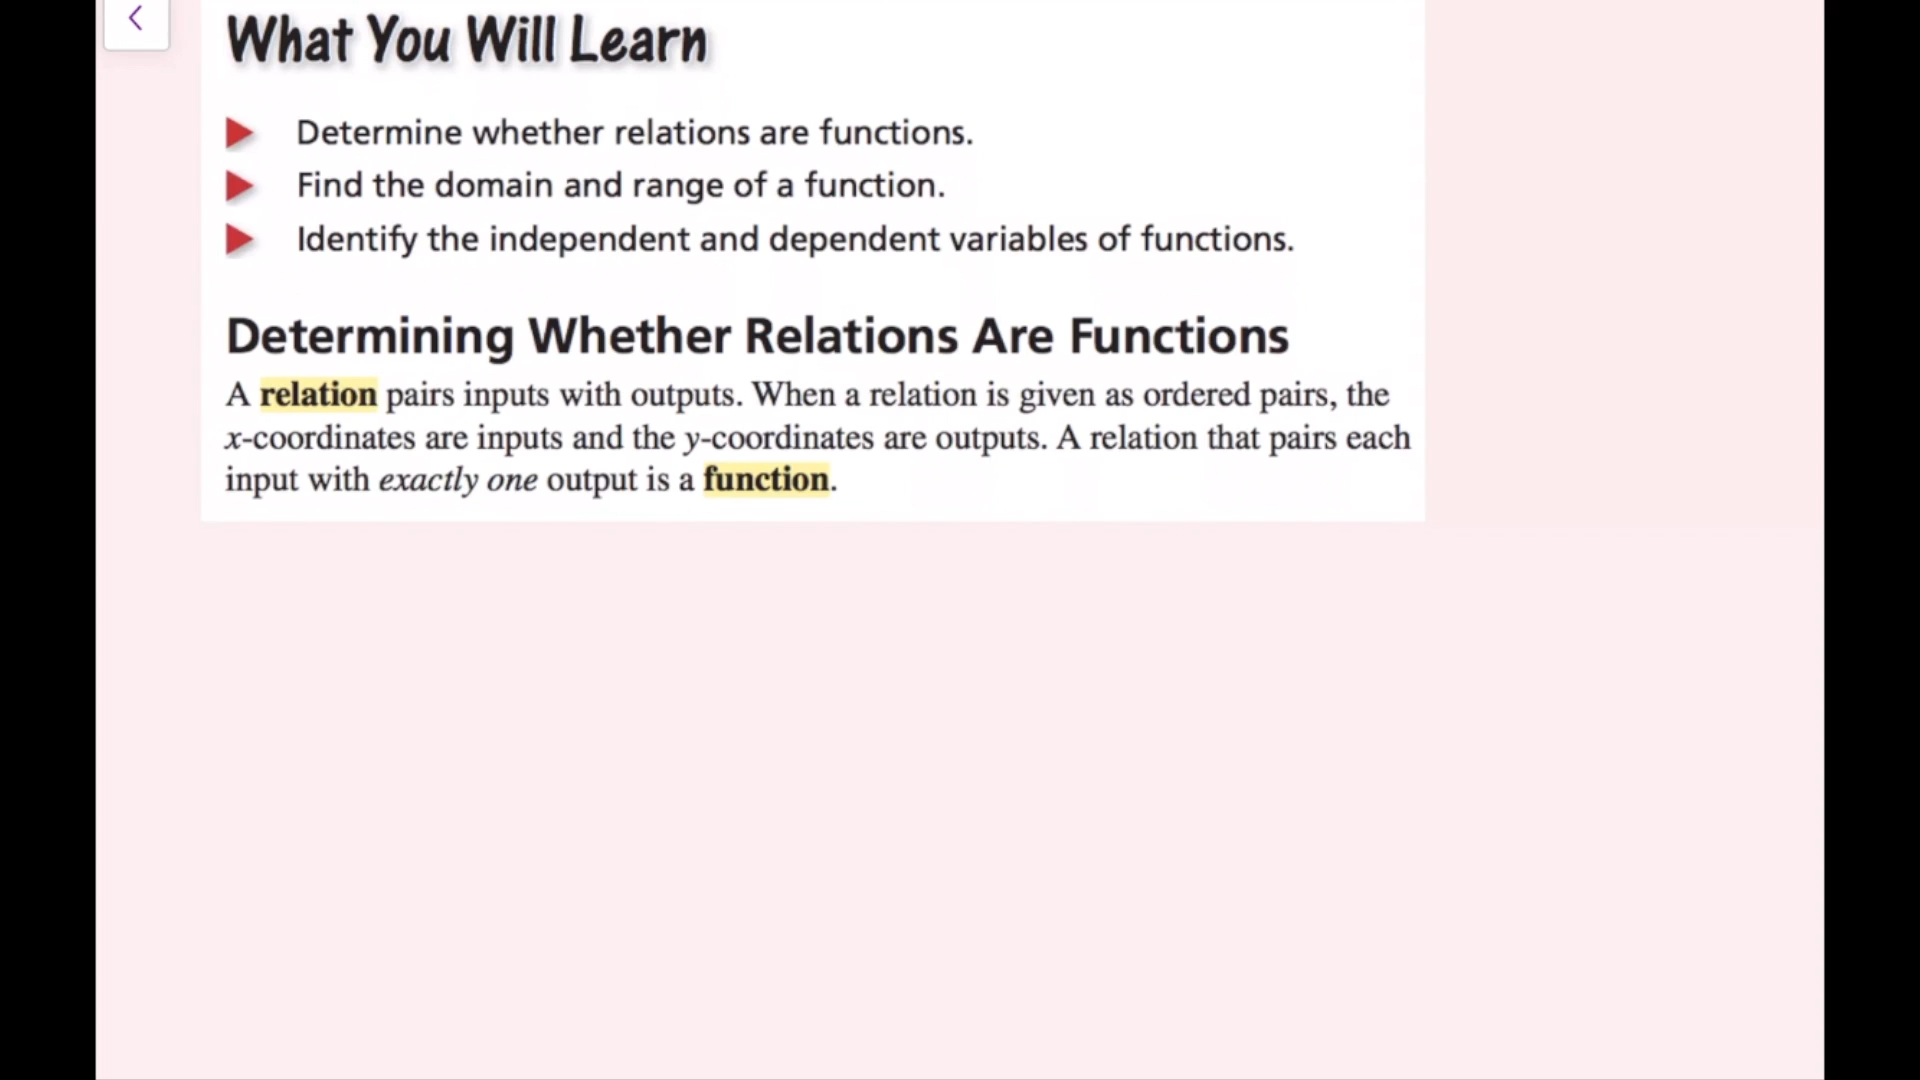 What You Will Learn
Determine whether relations are functions.
Find the domain and range of a function.
Identify the independent and dependent variables of functions.
Determining Whether Relations Are Functions
A relation pairs inputs with outputs. When a relation is given as ordered pairs, the
x-coordinates are inputs and the y-coordinates are outputs. A relation that pairs each
input with exactly one output is a function.